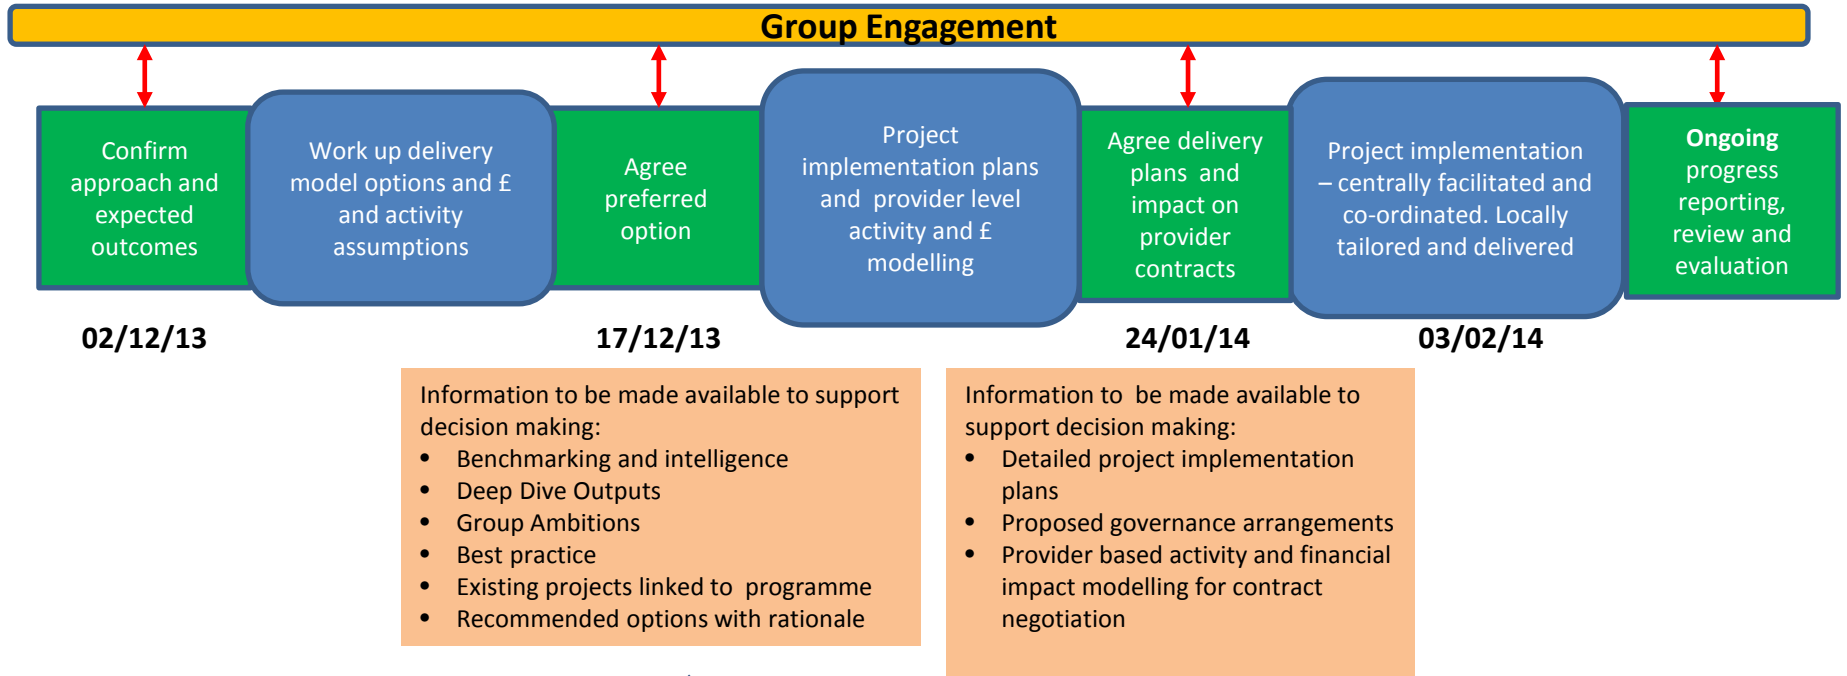 Group Engagement
Confirm
approach and
expected
outcomes
Work up delivery
model options and £
and activity
assumptions
Agree
preferred
option
Project
implementation plans
and provider level
activity and £
modelling
Agree delivery
plans and
impact on
provider
contracts
Project implementation
– centrally facilitated and
co-ordinated. Locally
tailored and delivered
Ongoing
progress
reporting,
review and
evaluation
02/12/13
17/12/13
24/01/14
03/02/14
Information to be made available to support
decision making:
• Benchmarking and intelligence
• Deep Dive Outputs
• Group Ambitions
• Best practice
• Existing projects linked to programme
• Recommended options with rationale
Information to be made available to
support decision making:
• Detailed project implementation
plans
• Proposed governance arrangements
• Provider based activity and financial
impact modelling for contract
negotiation